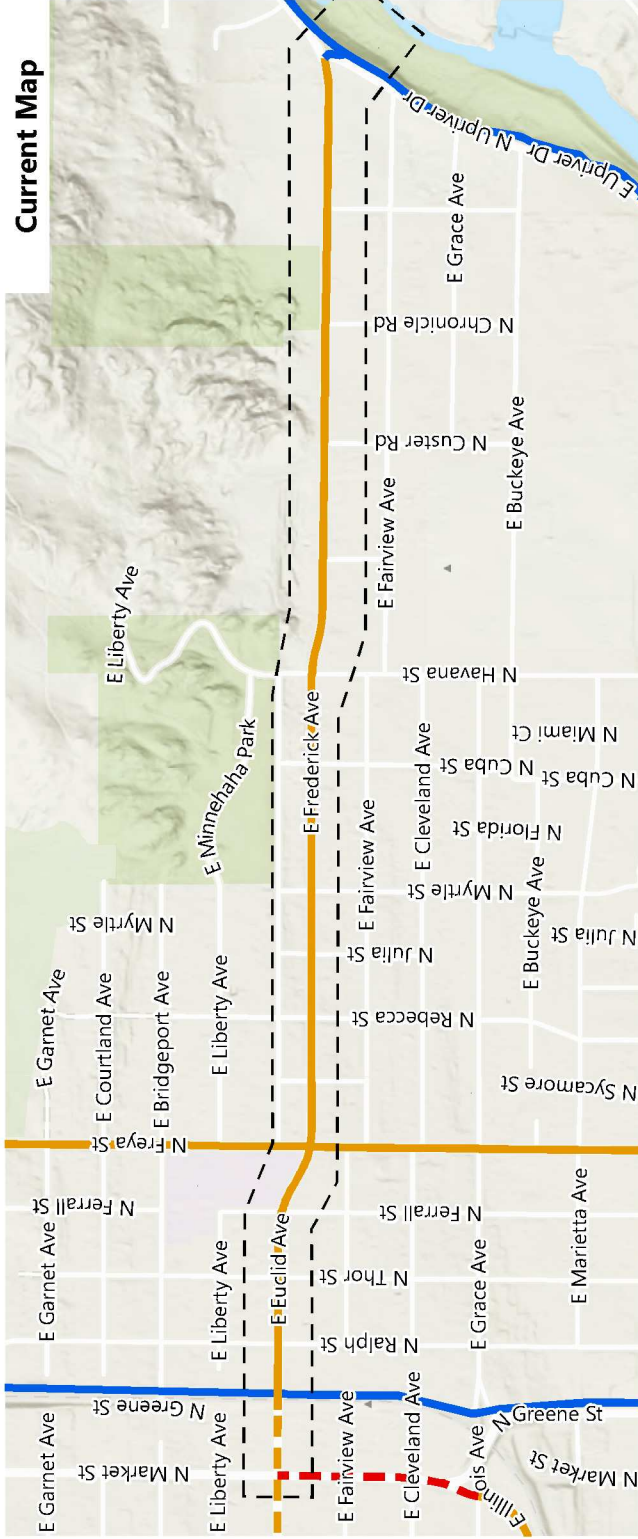 Current Map
N Upriver Dr
E Upriver Dr
E Grace Ave
N Chronicle Rd
N Custer Rd
E Buckeye Ave
E Fairview Ave
E Liberty Ave
N Havana St
E Minnehaha Park
E Frederick Ave
N Miami Ct
N Cuba St
N Cuba St
E Cleveland Ave
N Florida St
E Fairview Ave
N Myrtle St
E Buckeye Ave
N Myrtle St
N Julia St
N Julia St
E Garnet Ave
E Courtland Ave
E Bridgeport Ave
E Liberty Ave
N Rebecca St
N Sycamore St
N Freya St
N Ferrall St
N Ferrall St
E Marietta Ave
E Garnet Ave
E Liberty Ave
E Euclid Ave
N Thor St
E Grace Ave
N Ralph St
N Greene St
N Greene St
E Garnet Ave
N Market St
E Liberty Ave
E Fairview Ave
E Cleveland Ave
E Illinois Ave
N Market St